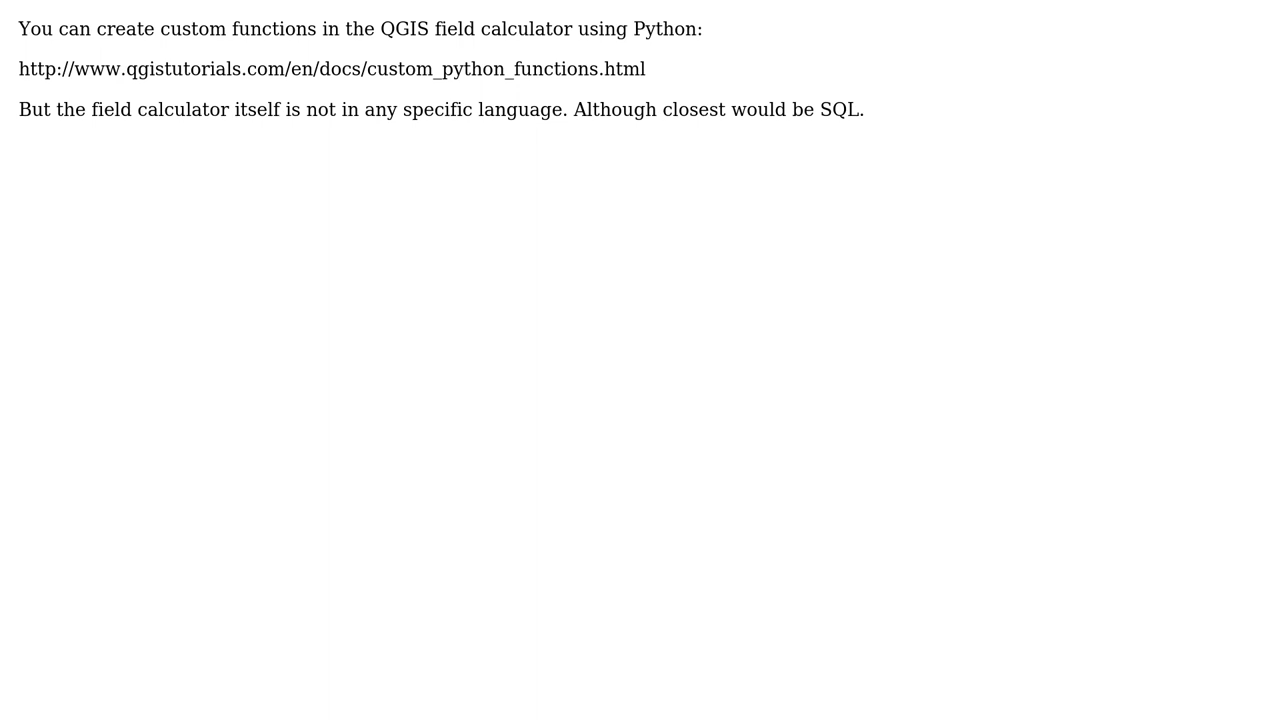 You can create custom functions in the QGIS field calculator using Python:
http://www.qgistutorials.com/en/docs/custom_python_functions.html
But the field calculator itself is not in any specific language. Although closest would be SQL.